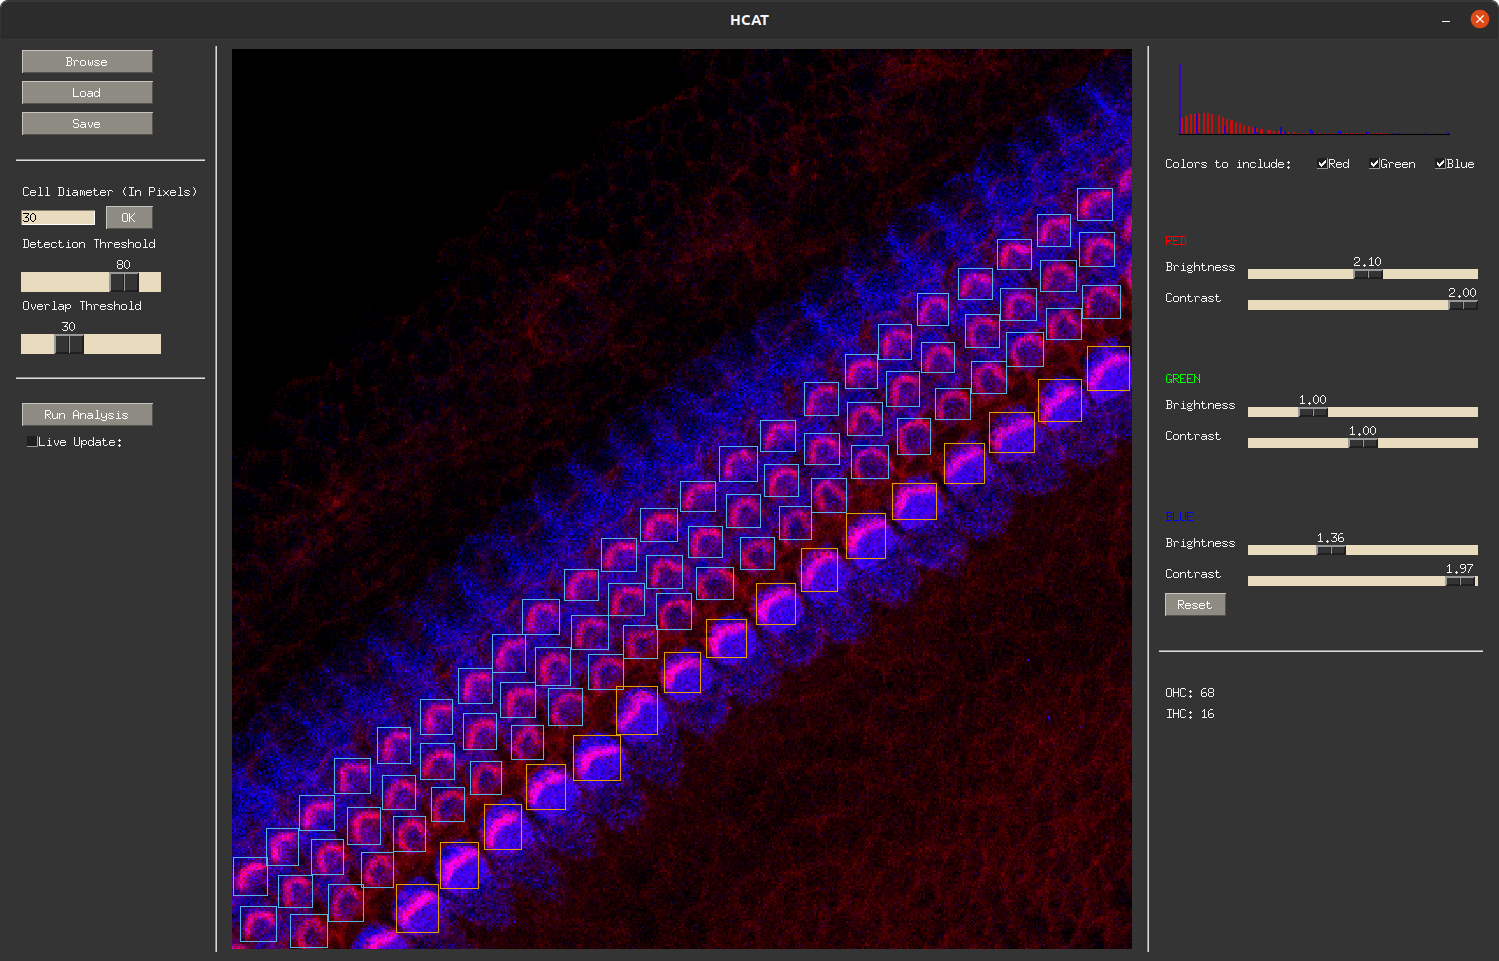 HCAT
Browse
Load
Save
Cell Diameter (In Pixels)
30 OK
Detection Threshold
80
Overlap Threshold
30
Run Analysis
Live Update:
Colors to include: Red Green Blue
RED
2.10
Brightness
2.00
Contrast
GREEN
1.00
Brightness
1.00
Contrast
BLUE
1.36
Brightness
1.97
Contrast
Reset
OHC: 68
IHC: 16